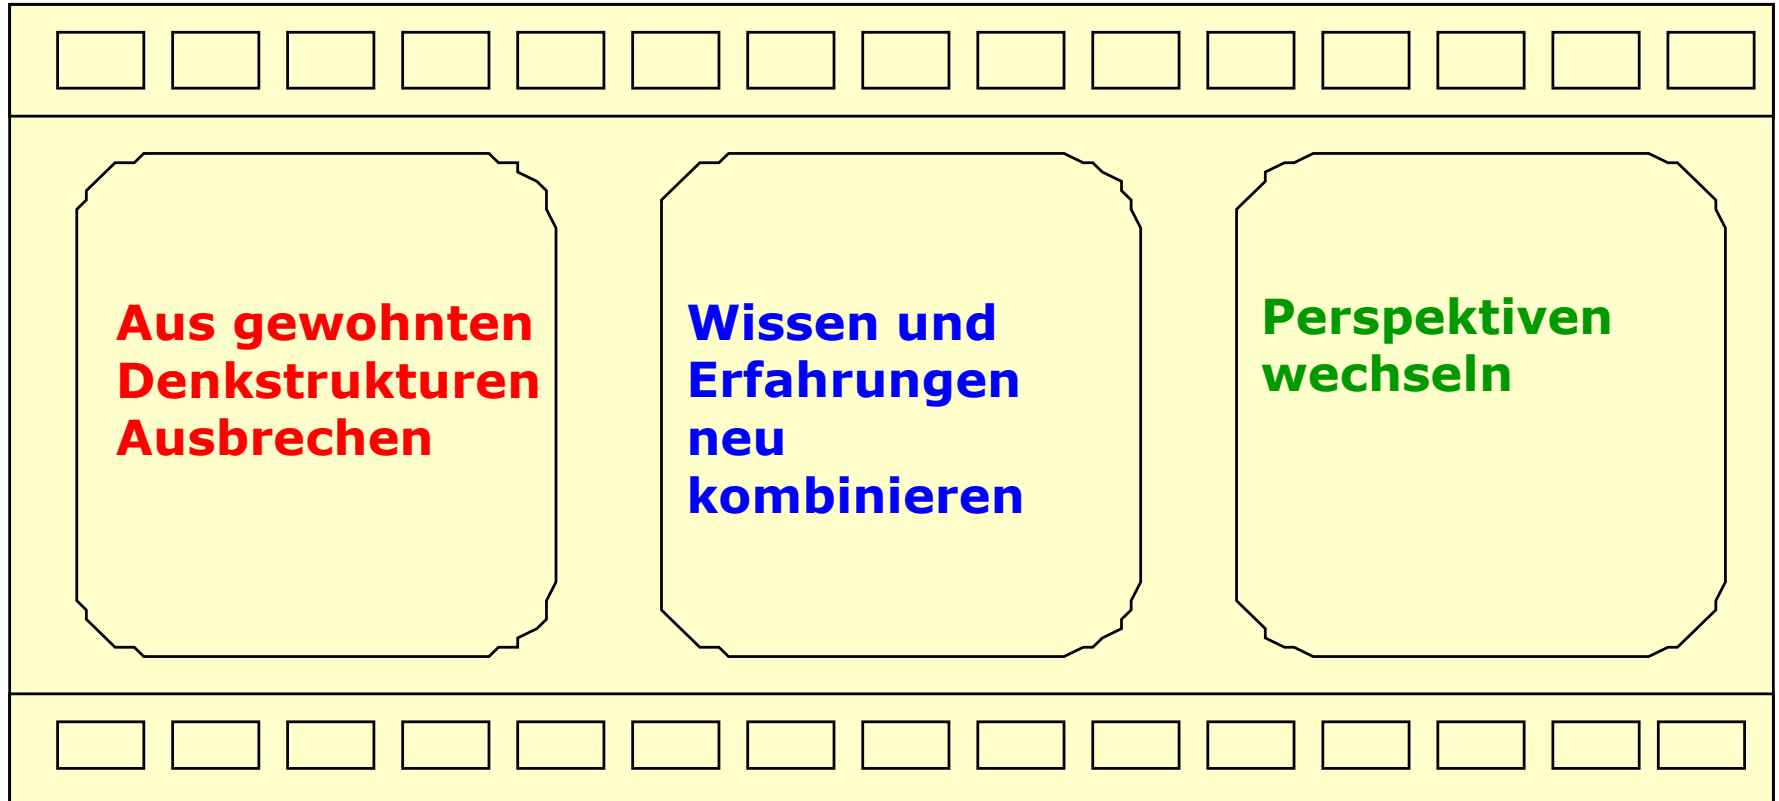 Aus gewohnten
Denkstrukturen
Ausbrechen
Wissen und
Erfahrungen
neu
kombinieren
Perspektiven
wechseln